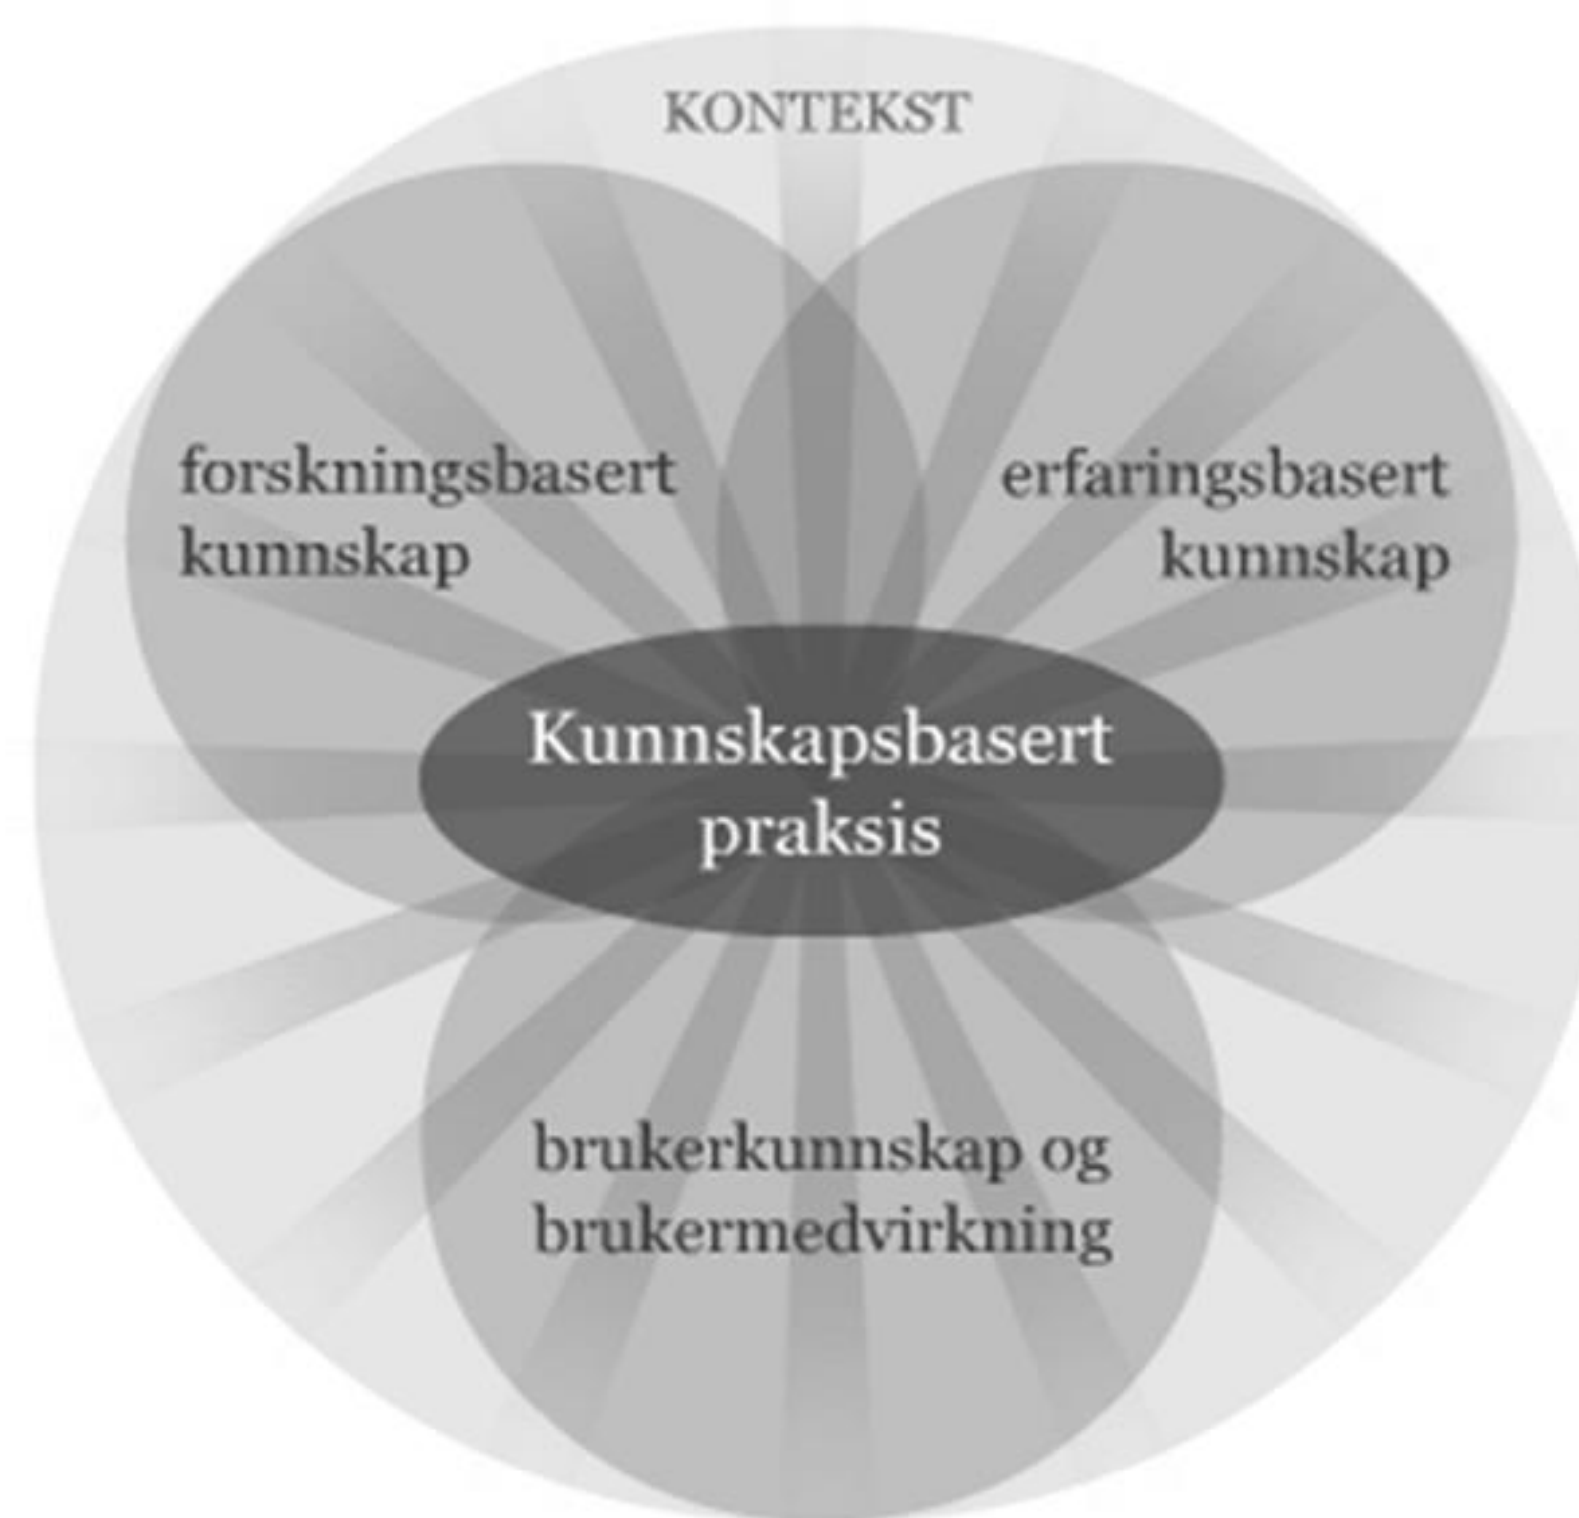 KONTEKST
forskningsbasert
kunnskap
erfaringsbasert
kunnskap
Kunnskapsbasert
praksis
brukerkunnskap og
brukermedvirkning